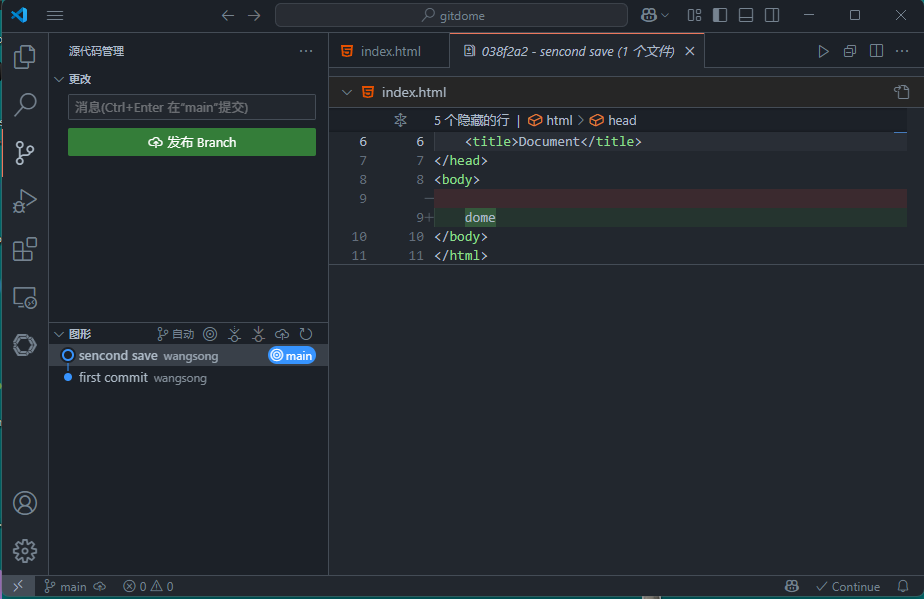 gitdome
源代码管理
更改
消息(Ctrl+Enter 在“main”提交)
发布 Branch
图形
自动
sencond save wangsong main
first commit wangsong
index.html
038f2a2 - sencond save (1 个文件)
index.html
5 个隐藏的行 | html > head
6 6 <title>Document</title>
7 7 </head>
8 8 <body>
9 —
9+ dome
10 10 </body>
11 11 </html>
main
0 0
Continue